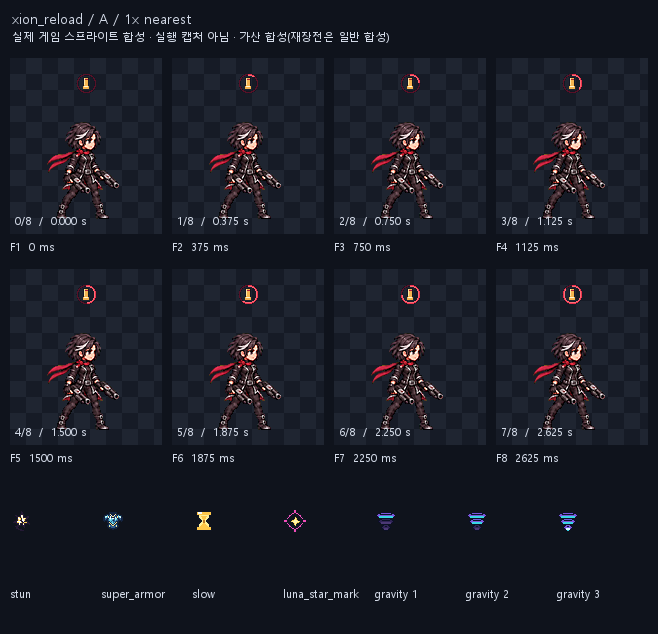 xion_reload / A / 1x nearest
실제 게임 스프라이트 합성 · 실행 캡처 아님 · 가산 합성(재장전은 일반 합성)
0/8 / 0.000 s
1/8 / 0.375 s
2/8 / 0.750 s
3/8 / 1.125 s
F1 0 ms
F2 375 ms
F3 750 ms
F4 1125 ms
4/8 / 1.500 s
5/8 / 1.875 s
6/8 / 2.250 s
7/8 / 2.625 s
F5 1500 ms
F6 1875 ms
F7 2250 ms
F8 2625 ms
stun
super_armor
slow
luna_star_mark
gravity 1
gravity 2
gravity 3